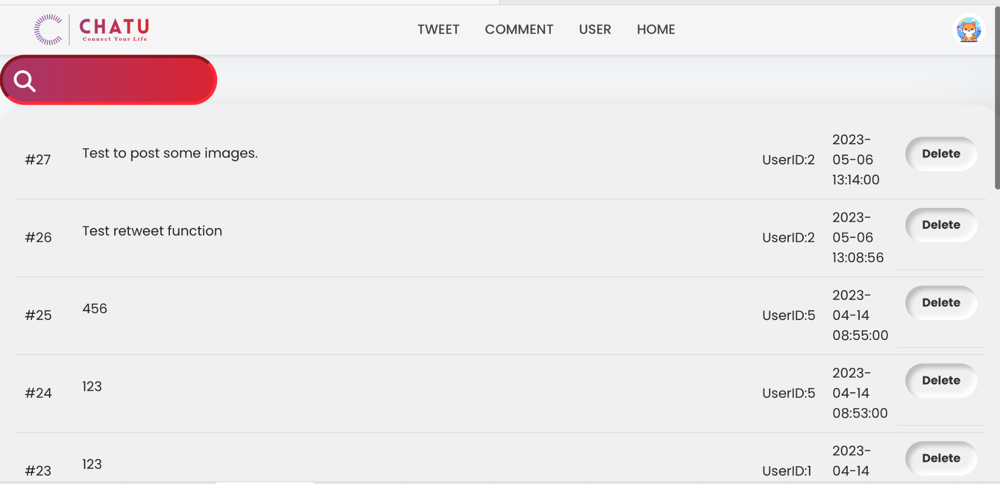 CHATU
Connect Your Life
TWEET COMMENT USER HOME
#27 Test to post some images. UserID:2 2023-
05-06
13:14:00 Delete
#26 Test retweet function UserID:2 2023-
05-06
13:08:56 Delete
#25 456 UserID:5 2023-
04-14
08:55:00 Delete
#24 123 UserID:5 2023-
04-14
08:53:00 Delete
#23 123 UserID:1 2023-
04-14 Delete